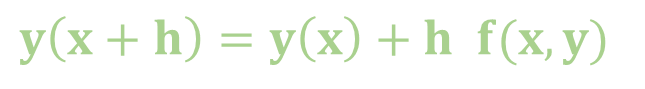 y(x + h) = y(x) + h f(x, y)